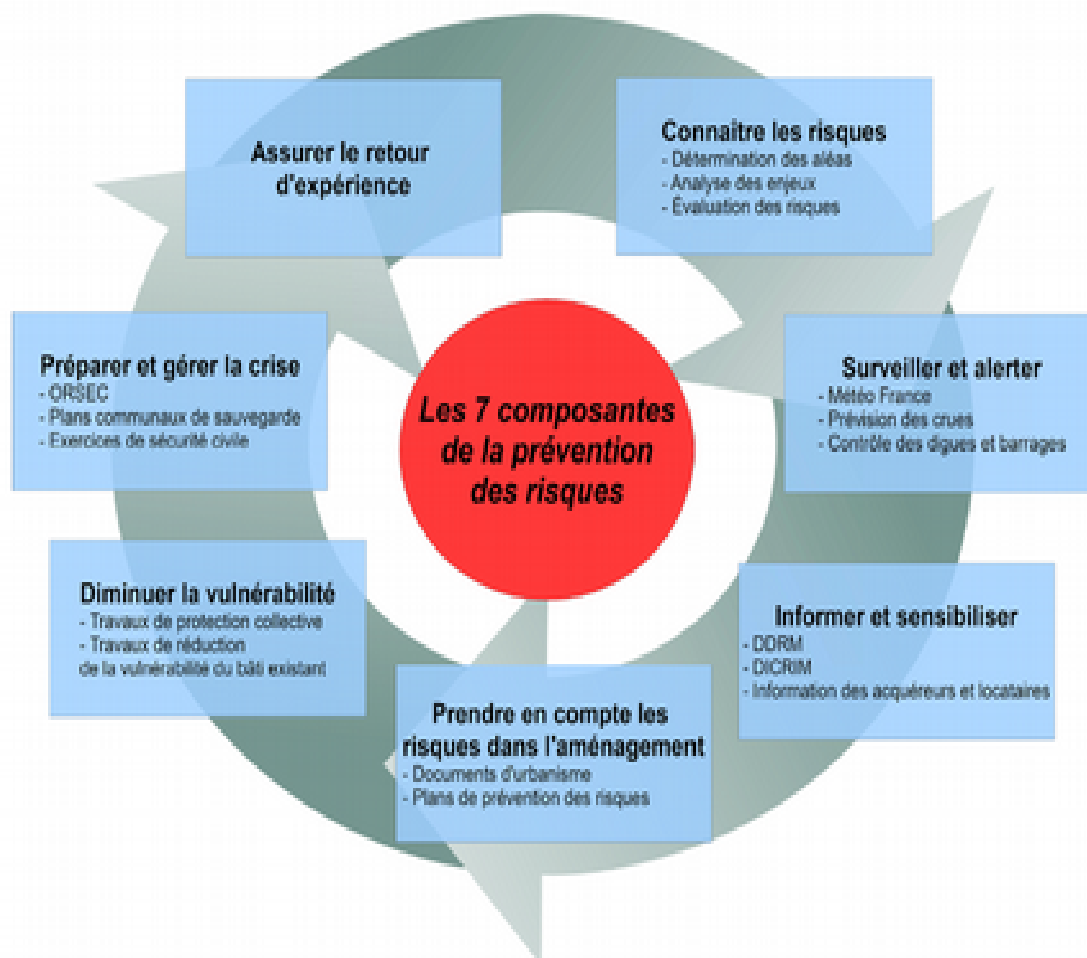 Assurer le retour
d'expérience
Connaitre les risques
- Détermination des aléas
- Analyse des enjeux
- Évaluation des risques
Surveiller et alerter
- Météo France
- Prévision des crues
- Contrôle des digues et barrages
Informer et sensibiliser
- DDRM
- DICRIM
- Information des acquéreurs et locataires
Prendre en compte les
risques dans l'aménagement
- Documents d'urbanisme
- Plans de prévention des risques
Diminuer la vulnérabilité
- Travaux de protection collective
- Travaux de réduction
de la vulnérabilité du bâti existant
Préparer et gérer la crise
- ORSEC
- Plans communaux de sauvegarde
- Exercices de sécurité civile
Les 7 composantes
de la prévention
des risques